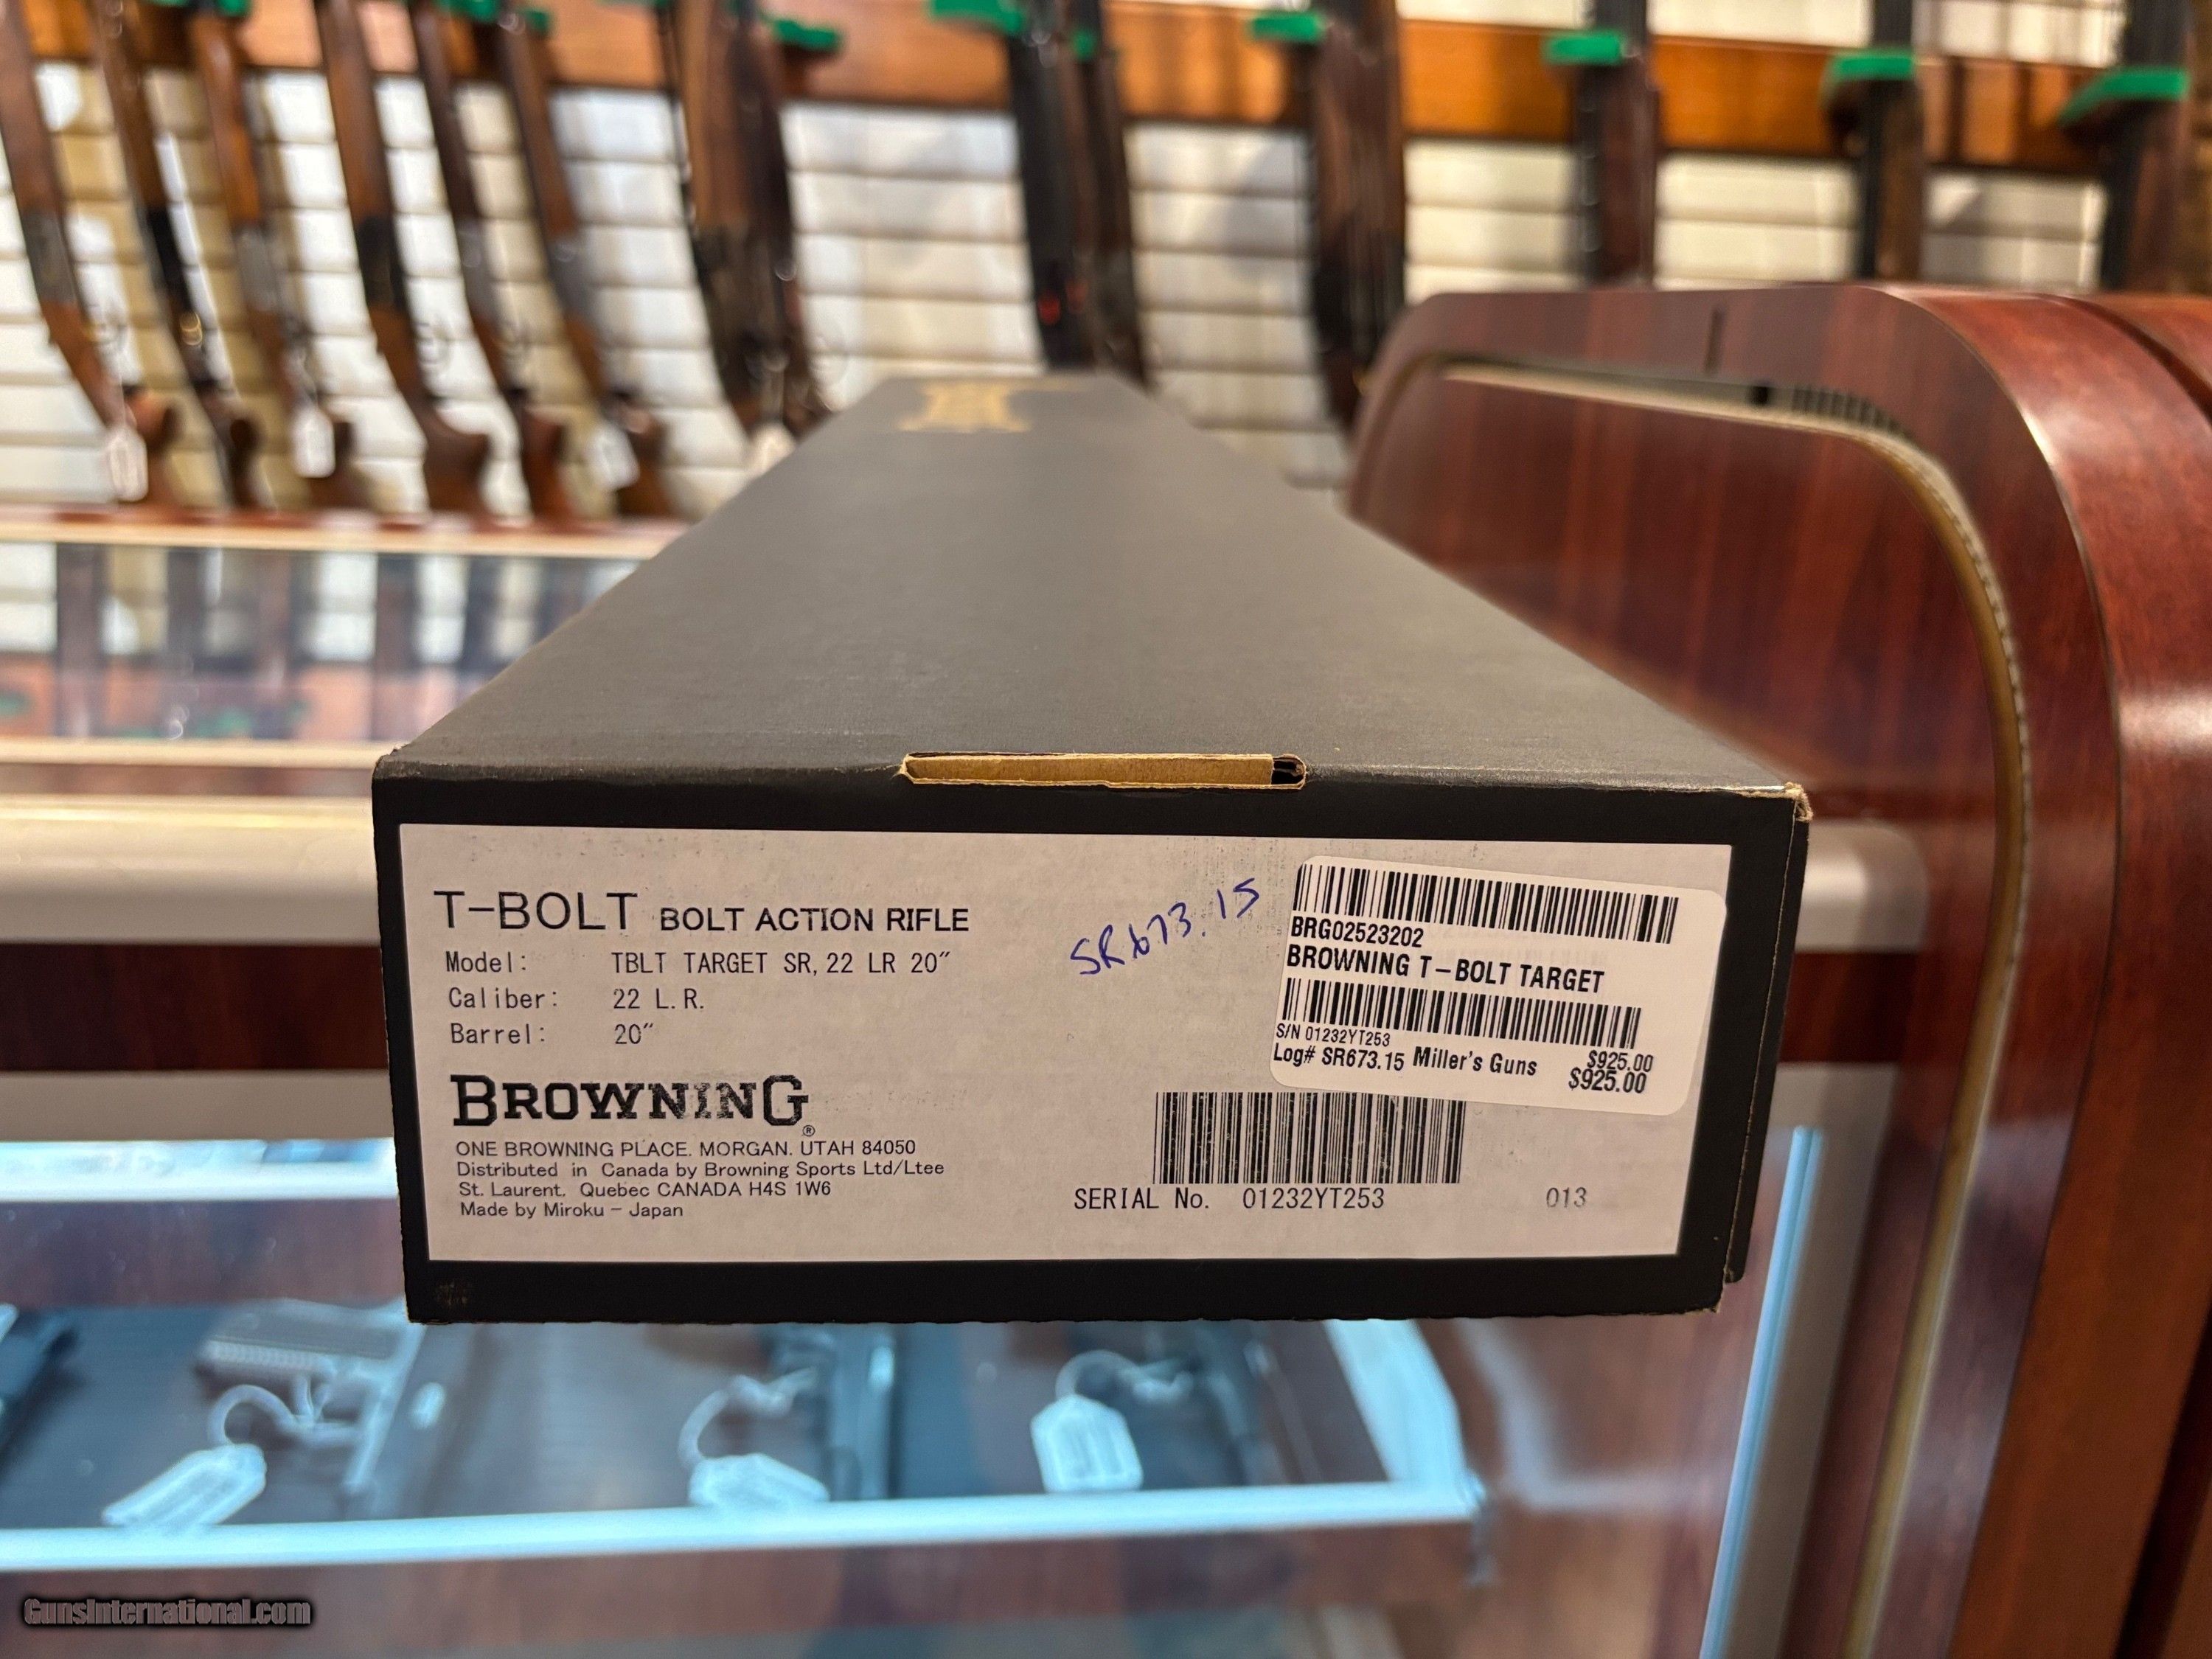 T-BOLT BOLT ACTION RIFLE
Model: TBLT TARGET SR, 22 LR 20"
Caliber: 22 L.R.
Barrel: 20"
BROWNING®
ONE BROWNING PLACE. MORGAN. UTAH 84050
Distributed in Canada by Browning Sports Ltd/Ltee
St. Laurent. Quebec CANADA H4S 1W6
Made by Miroku - Japan
SR673.15
BRG02523202
BROWNING T-BOLT TARGET
S/N 01232YT253
Log# SR673.15 Miller's Guns $925.00
$925.00
SERIAL No. 01232YT253 013
GunsInternational.com